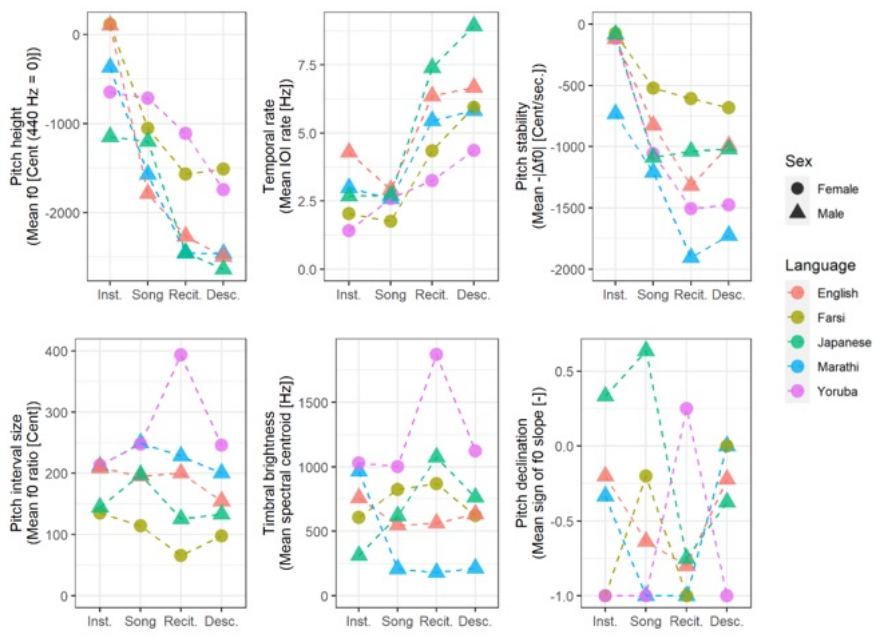 Pitch height
(Mean f0 [Cent (440 Hz = 0)])
0
-1000
-2000
Inst. Song Recit. Desc.
Temporal rate
(Mean IOI rate [Hz])
7.5
5.0
2.5
0.0
Inst. Song Recit. Desc.
Pitch stability
(Mean -|Δf0| [Cent/sec.])
0
-500
-1000
-1500
-2000
Inst. Song Recit. Desc.
Pitch interval size
(Mean f0 ratio [Cent])
400
300
200
100
0
Inst. Song Recit. Desc.
Timbral brightness
(Mean spectral centroid [Hz])
1500
1000
500
0
Inst. Song Recit. Desc.
Pitch declination
(Mean sign of f0 slope [-])
0.5
0.0
-0.5
-1.0
Inst. Song Recit. Desc.
Sex
Female
Male
Language
English
Farsi
Japanese
Marathi
Yoruba